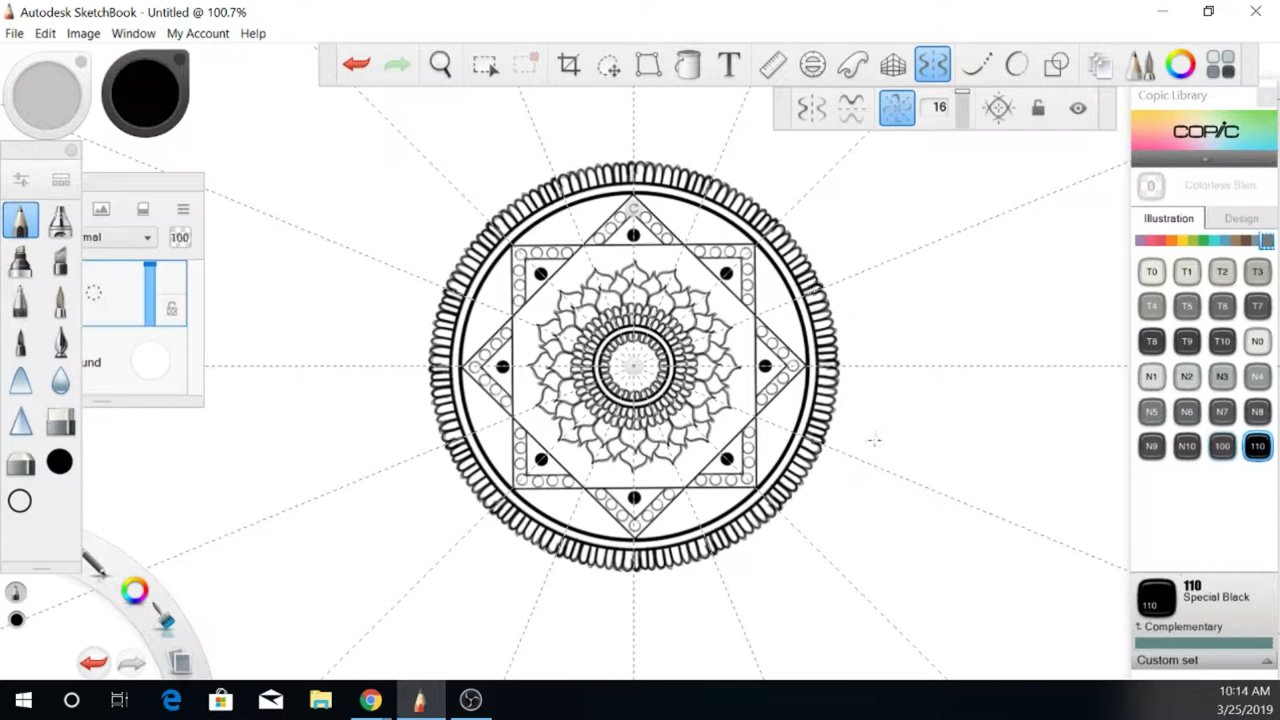 Autodesk SketchBook - Untitled @ 100.7%
File Edit Image Window My Account Help
T
16
Copic Library
COPIC
0 Colorless Blen.
mal 100
Illustration Design
T0 T1 T2 T3
T4 T5 T6 T7
T8 T9 T10 N0
N1 N2 N3 N4
und
N5 N6 N7 N8
N9 N10 100 110
110
110 Special Black
Complementary
Custom set
10:14 AM
3/25/2019